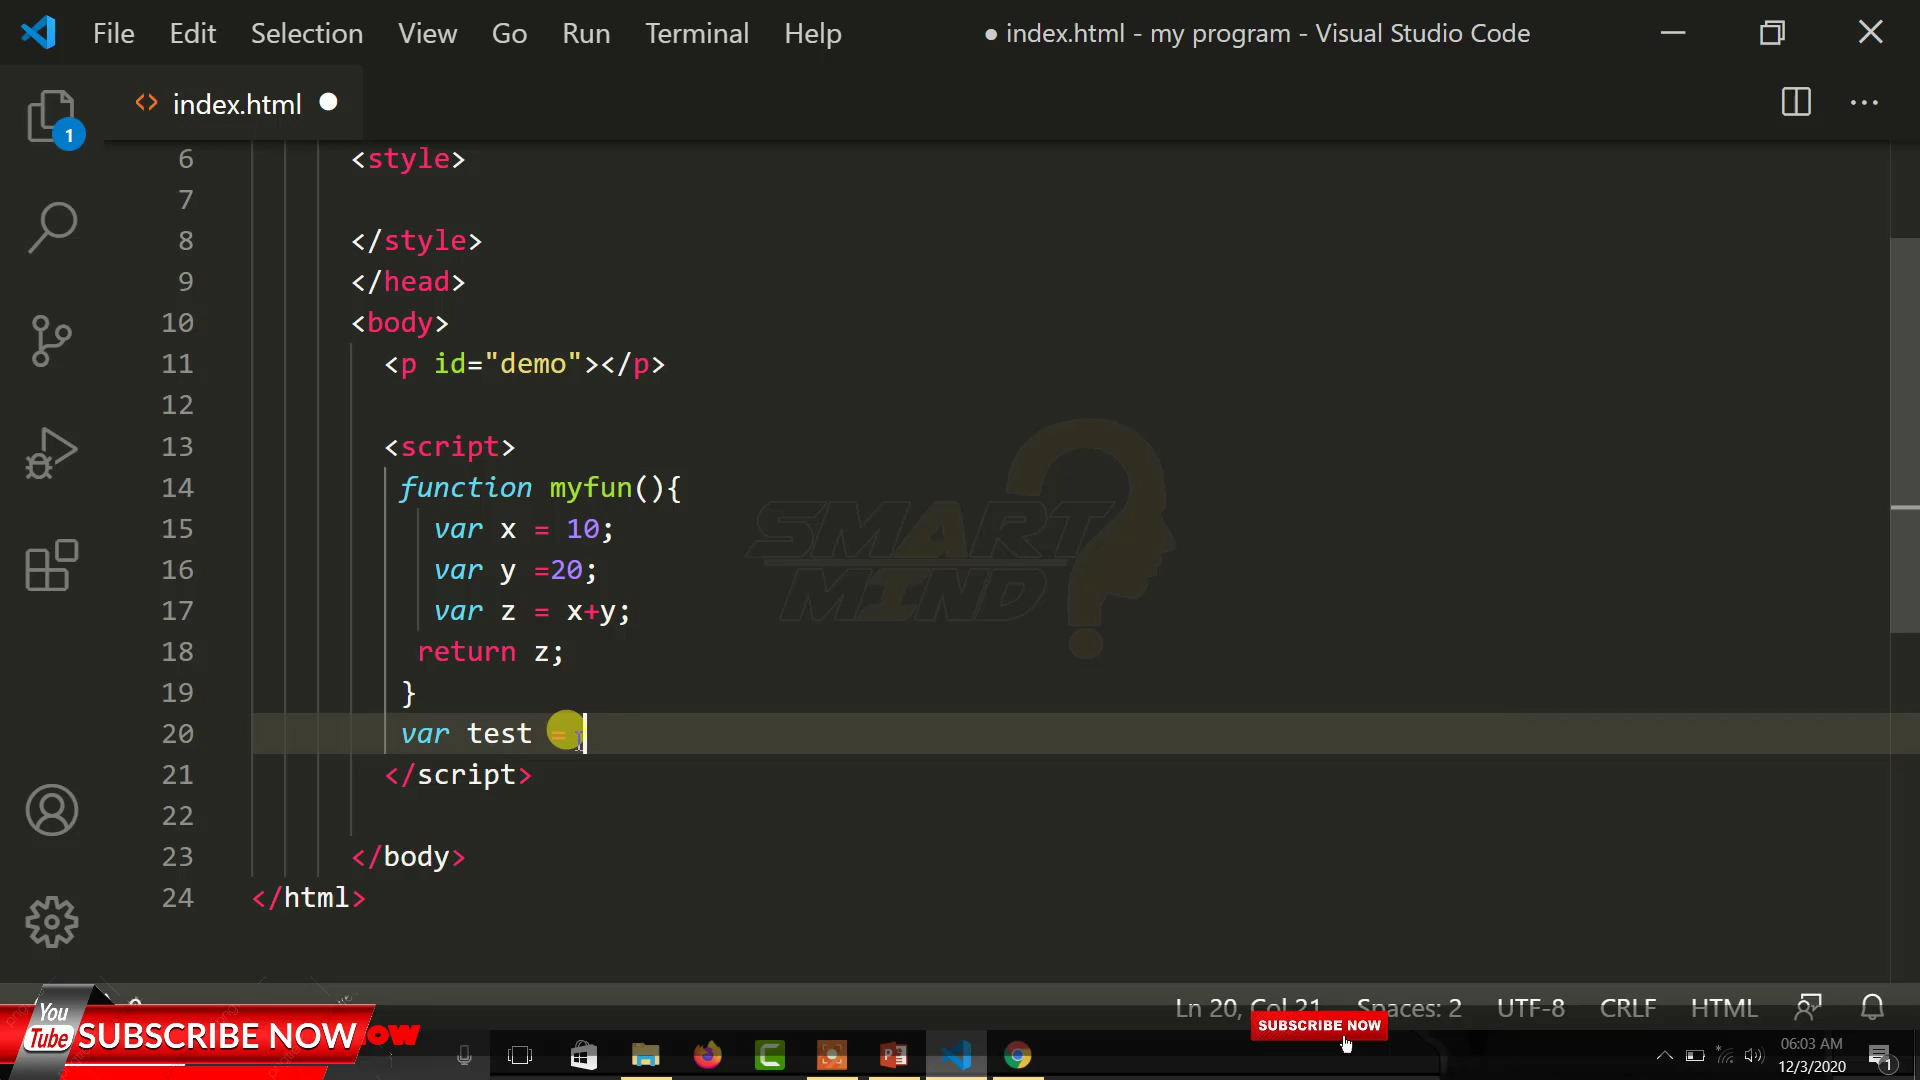 File Edit Selection View Go Run Terminal Help ● index.html - my program - Visual Studio Code
<> index.html ●
1
6 <style>
7
8 </style>
9 </head>
10 <body>
11 <p id="demo"></p>
12
13 <script>
14 function myfun(){
15 var x = 10;
16 var y =20;
17 var z = x+y;
18 return z;
19 }
20 var test =
21 </script>
22
23 </body>
24 </html>
SMART
MIND
Ln 20, Col 21 Spaces: 2 UTF-8 CRLF HTML
You
Tube
SUBSCRIBE NOW
SUBSCRIBE NOW
06:03 AM
12/3/2020
1